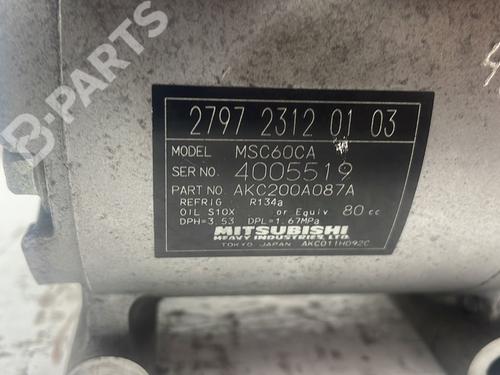 B-PARTS
2797 2312 01 03
MODEL MSC60CA
SER NO. 4005519
PART NO. AKC200A087A
REFRIG R134a
OIL S10X or Equiv 80 cc
DPH=3.53 DPL=1.67MPa
MITSUBISHI
HEAVY INDUSTRIES, LTD.
TOKYO JAPAN AKC011H092C